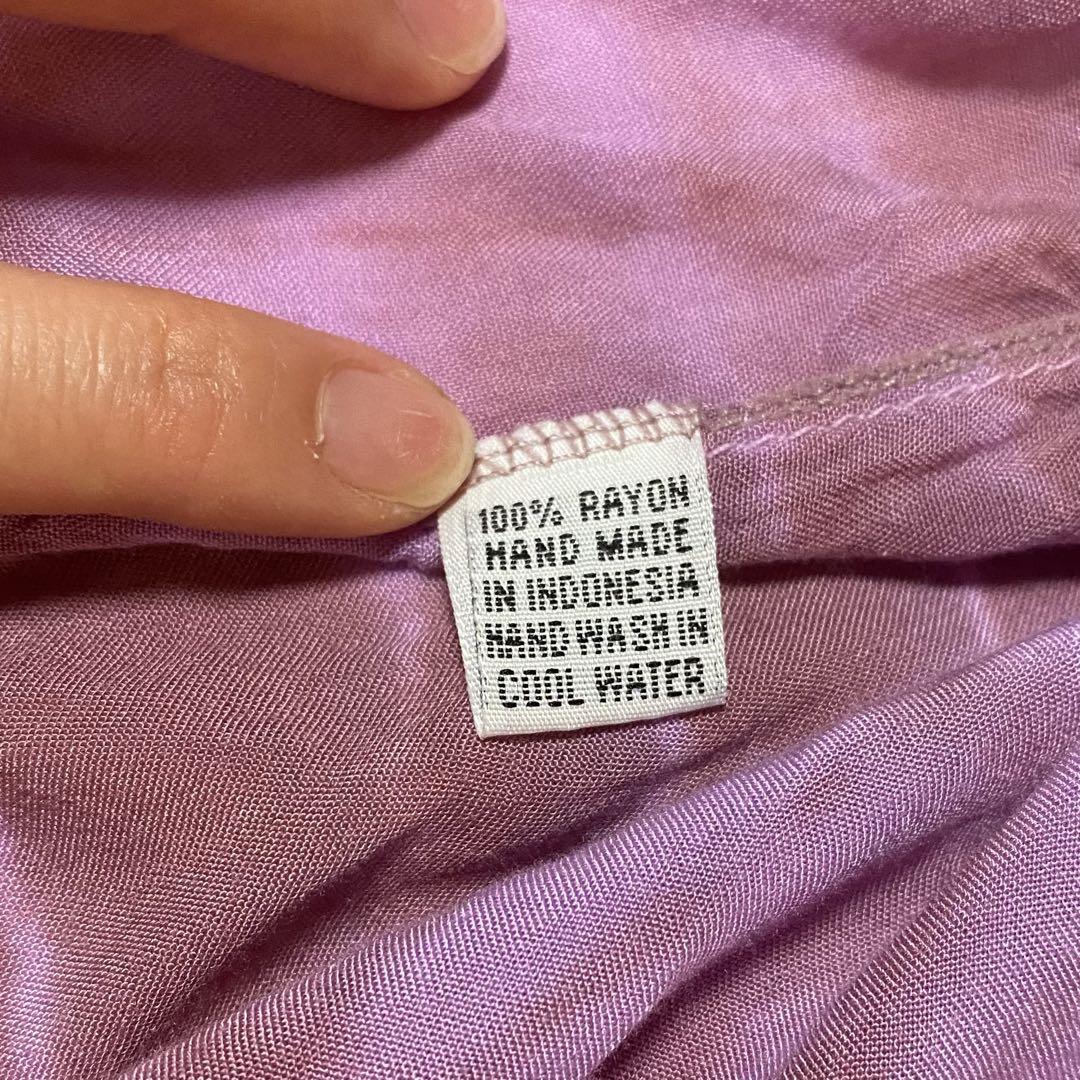 100% RAYON
HAND MADE
IN INDONESIA
HAND WASH IN
COOL WATER